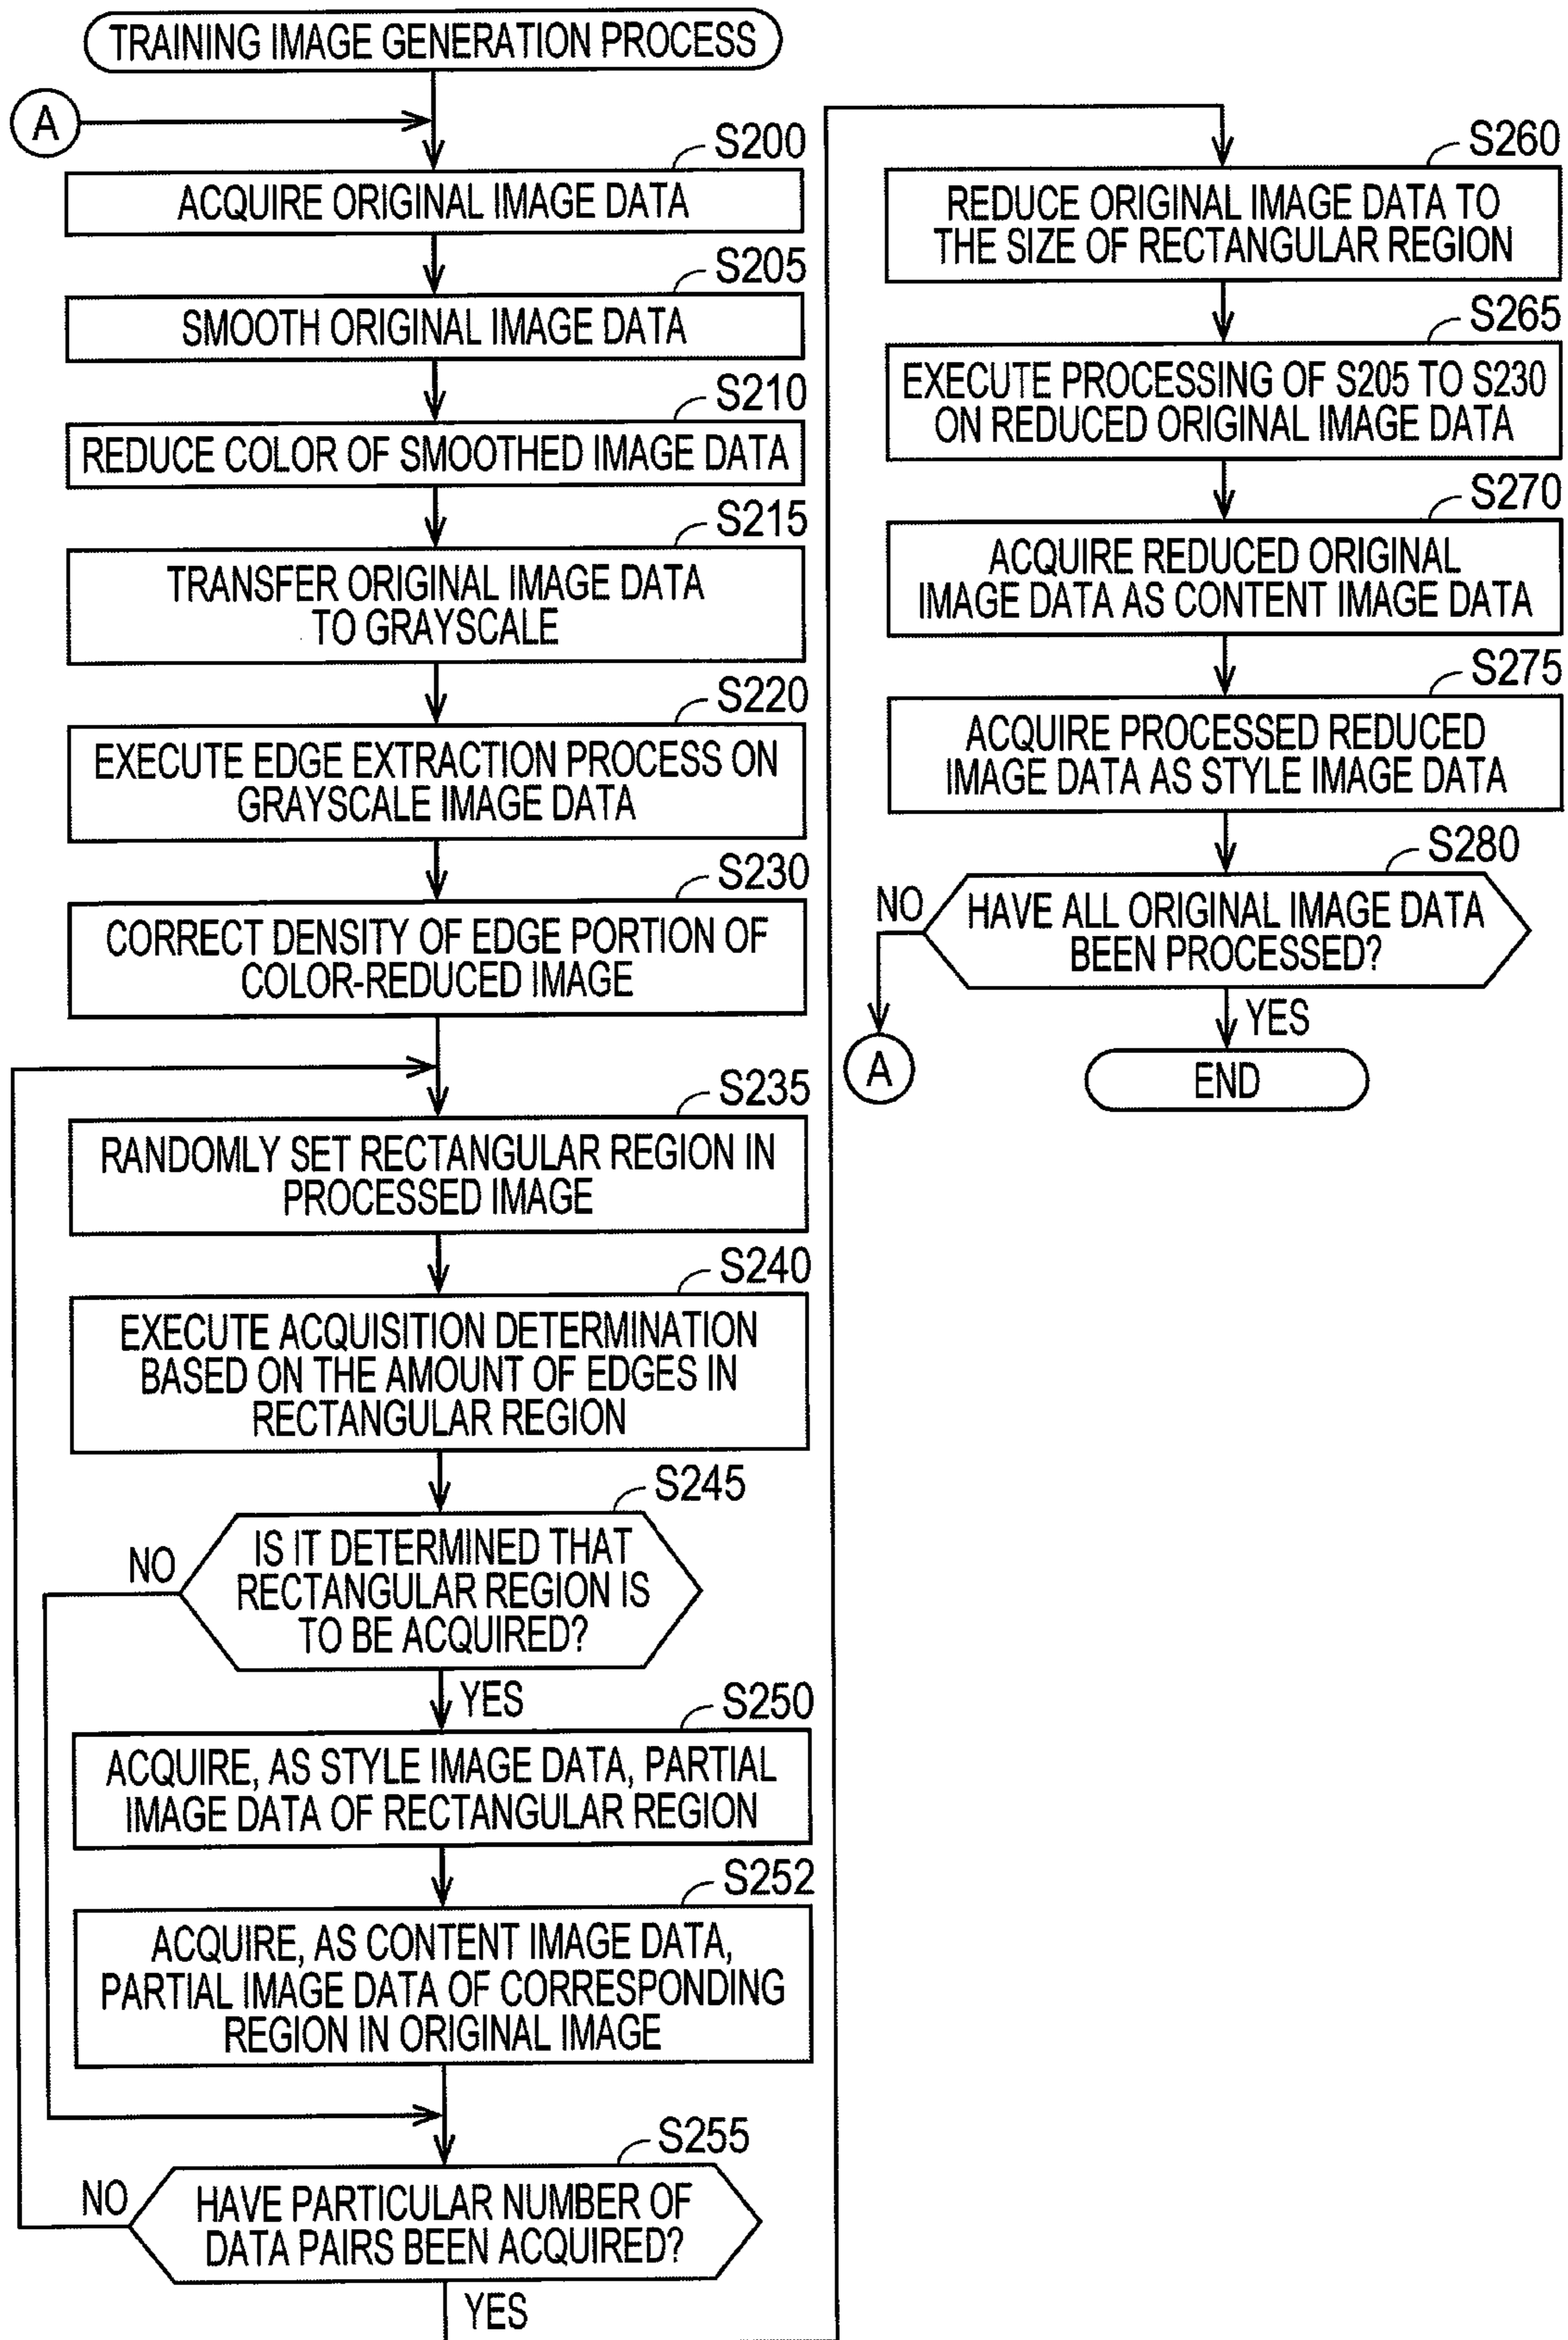 TRAINING IMAGE GENERATION PROCESS
A
S200
ACQUIRE ORIGINAL IMAGE DATA
S205
SMOOTH ORIGINAL IMAGE DATA
S210
REDUCE COLOR OF SMOOTHED IMAGE DATA
S215
TRANSFER ORIGINAL IMAGE DATA
TO GRAYSCALE
S220
EXECUTE EDGE EXTRACTION PROCESS ON
GRAYSCALE IMAGE DATA
S230
CORRECT DENSITY OF EDGE PORTION OF
COLOR-REDUCED IMAGE
S235
RANDOMLY SET RECTANGULAR REGION IN
PROCESSED IMAGE
S240
EXECUTE ACQUISITION DETERMINATION
BASED ON THE AMOUNT OF EDGES IN
RECTANGULAR REGION
S245
IS IT DETERMINED THAT
RECTANGULAR REGION IS
TO BE ACQUIRED?
NO
YES
S250
ACQUIRE, AS STYLE IMAGE DATA, PARTIAL
IMAGE DATA OF RECTANGULAR REGION
S252
ACQUIRE, AS CONTENT IMAGE DATA,
PARTIAL IMAGE DATA OF CORRESPONDING
REGION IN ORIGINAL IMAGE
S255
HAVE PARTICULAR NUMBER OF
DATA PAIRS BEEN ACQUIRED?
NO
YES
S260
REDUCE ORIGINAL IMAGE DATA TO
THE SIZE OF RECTANGULAR REGION
S265
EXECUTE PROCESSING OF S205 TO S230
ON REDUCED ORIGINAL IMAGE DATA
S270
ACQUIRE REDUCED ORIGINAL
IMAGE DATA AS CONTENT IMAGE DATA
S275
ACQUIRE PROCESSED REDUCED
IMAGE DATA AS STYLE IMAGE DATA
S280
HAVE ALL ORIGINAL IMAGE DATA
BEEN PROCESSED?
NO
YES
A
END